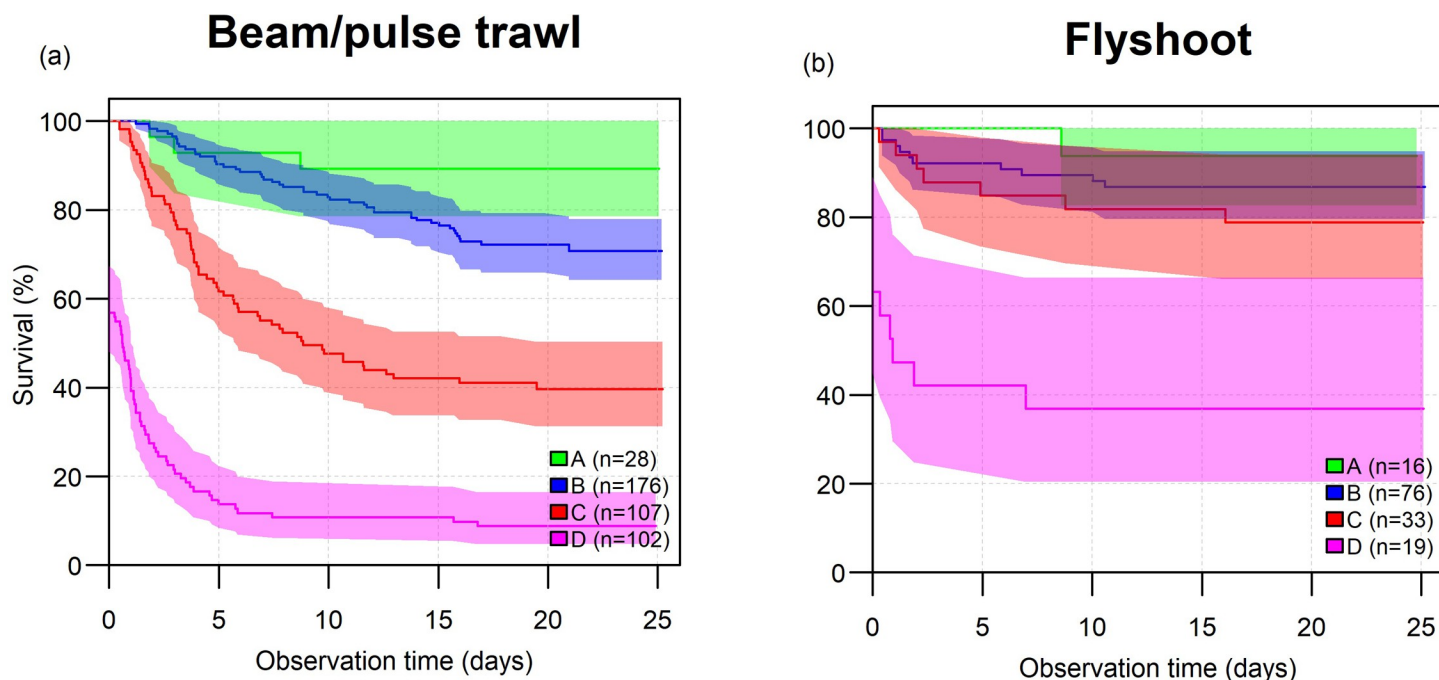 Beam/pulse trawl
(a)
100
80
60
40
20
0
Survival (%)
A (n=28)
B (n=176)
C (n=107)
D (n=102)
0 5 10 15 20 25
Observation time (days)
Flyshoot
(b)
100
80
60
40
20
0
A (n=16)
B (n=76)
C (n=33)
D (n=19)
0 5 10 15 20 25
Observation time (days)